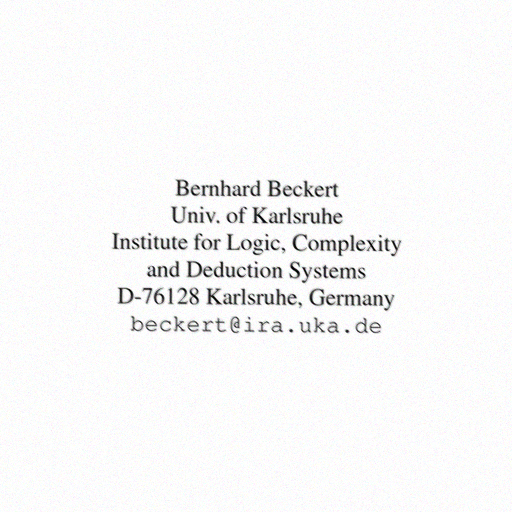 Bernhard Beckert
Univ. of Karlsruhe
Institute for Logic, Complexity
and Deduction Systems
D-76128 Karlsruhe, Germany
beckert@ira.uka.de